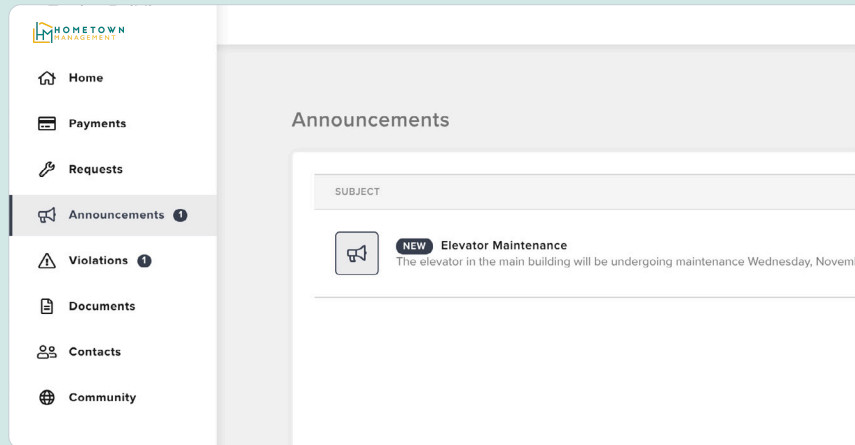 HOMETOWN
MANAGEMENT
Home
Payments
Requests
Announcements 1
Violations 1
Documents
Contacts
Community
Announcements
SUBJECT
NEW Elevator Maintenance
The elevator in the main building will be undergoing maintenance Wednesday,